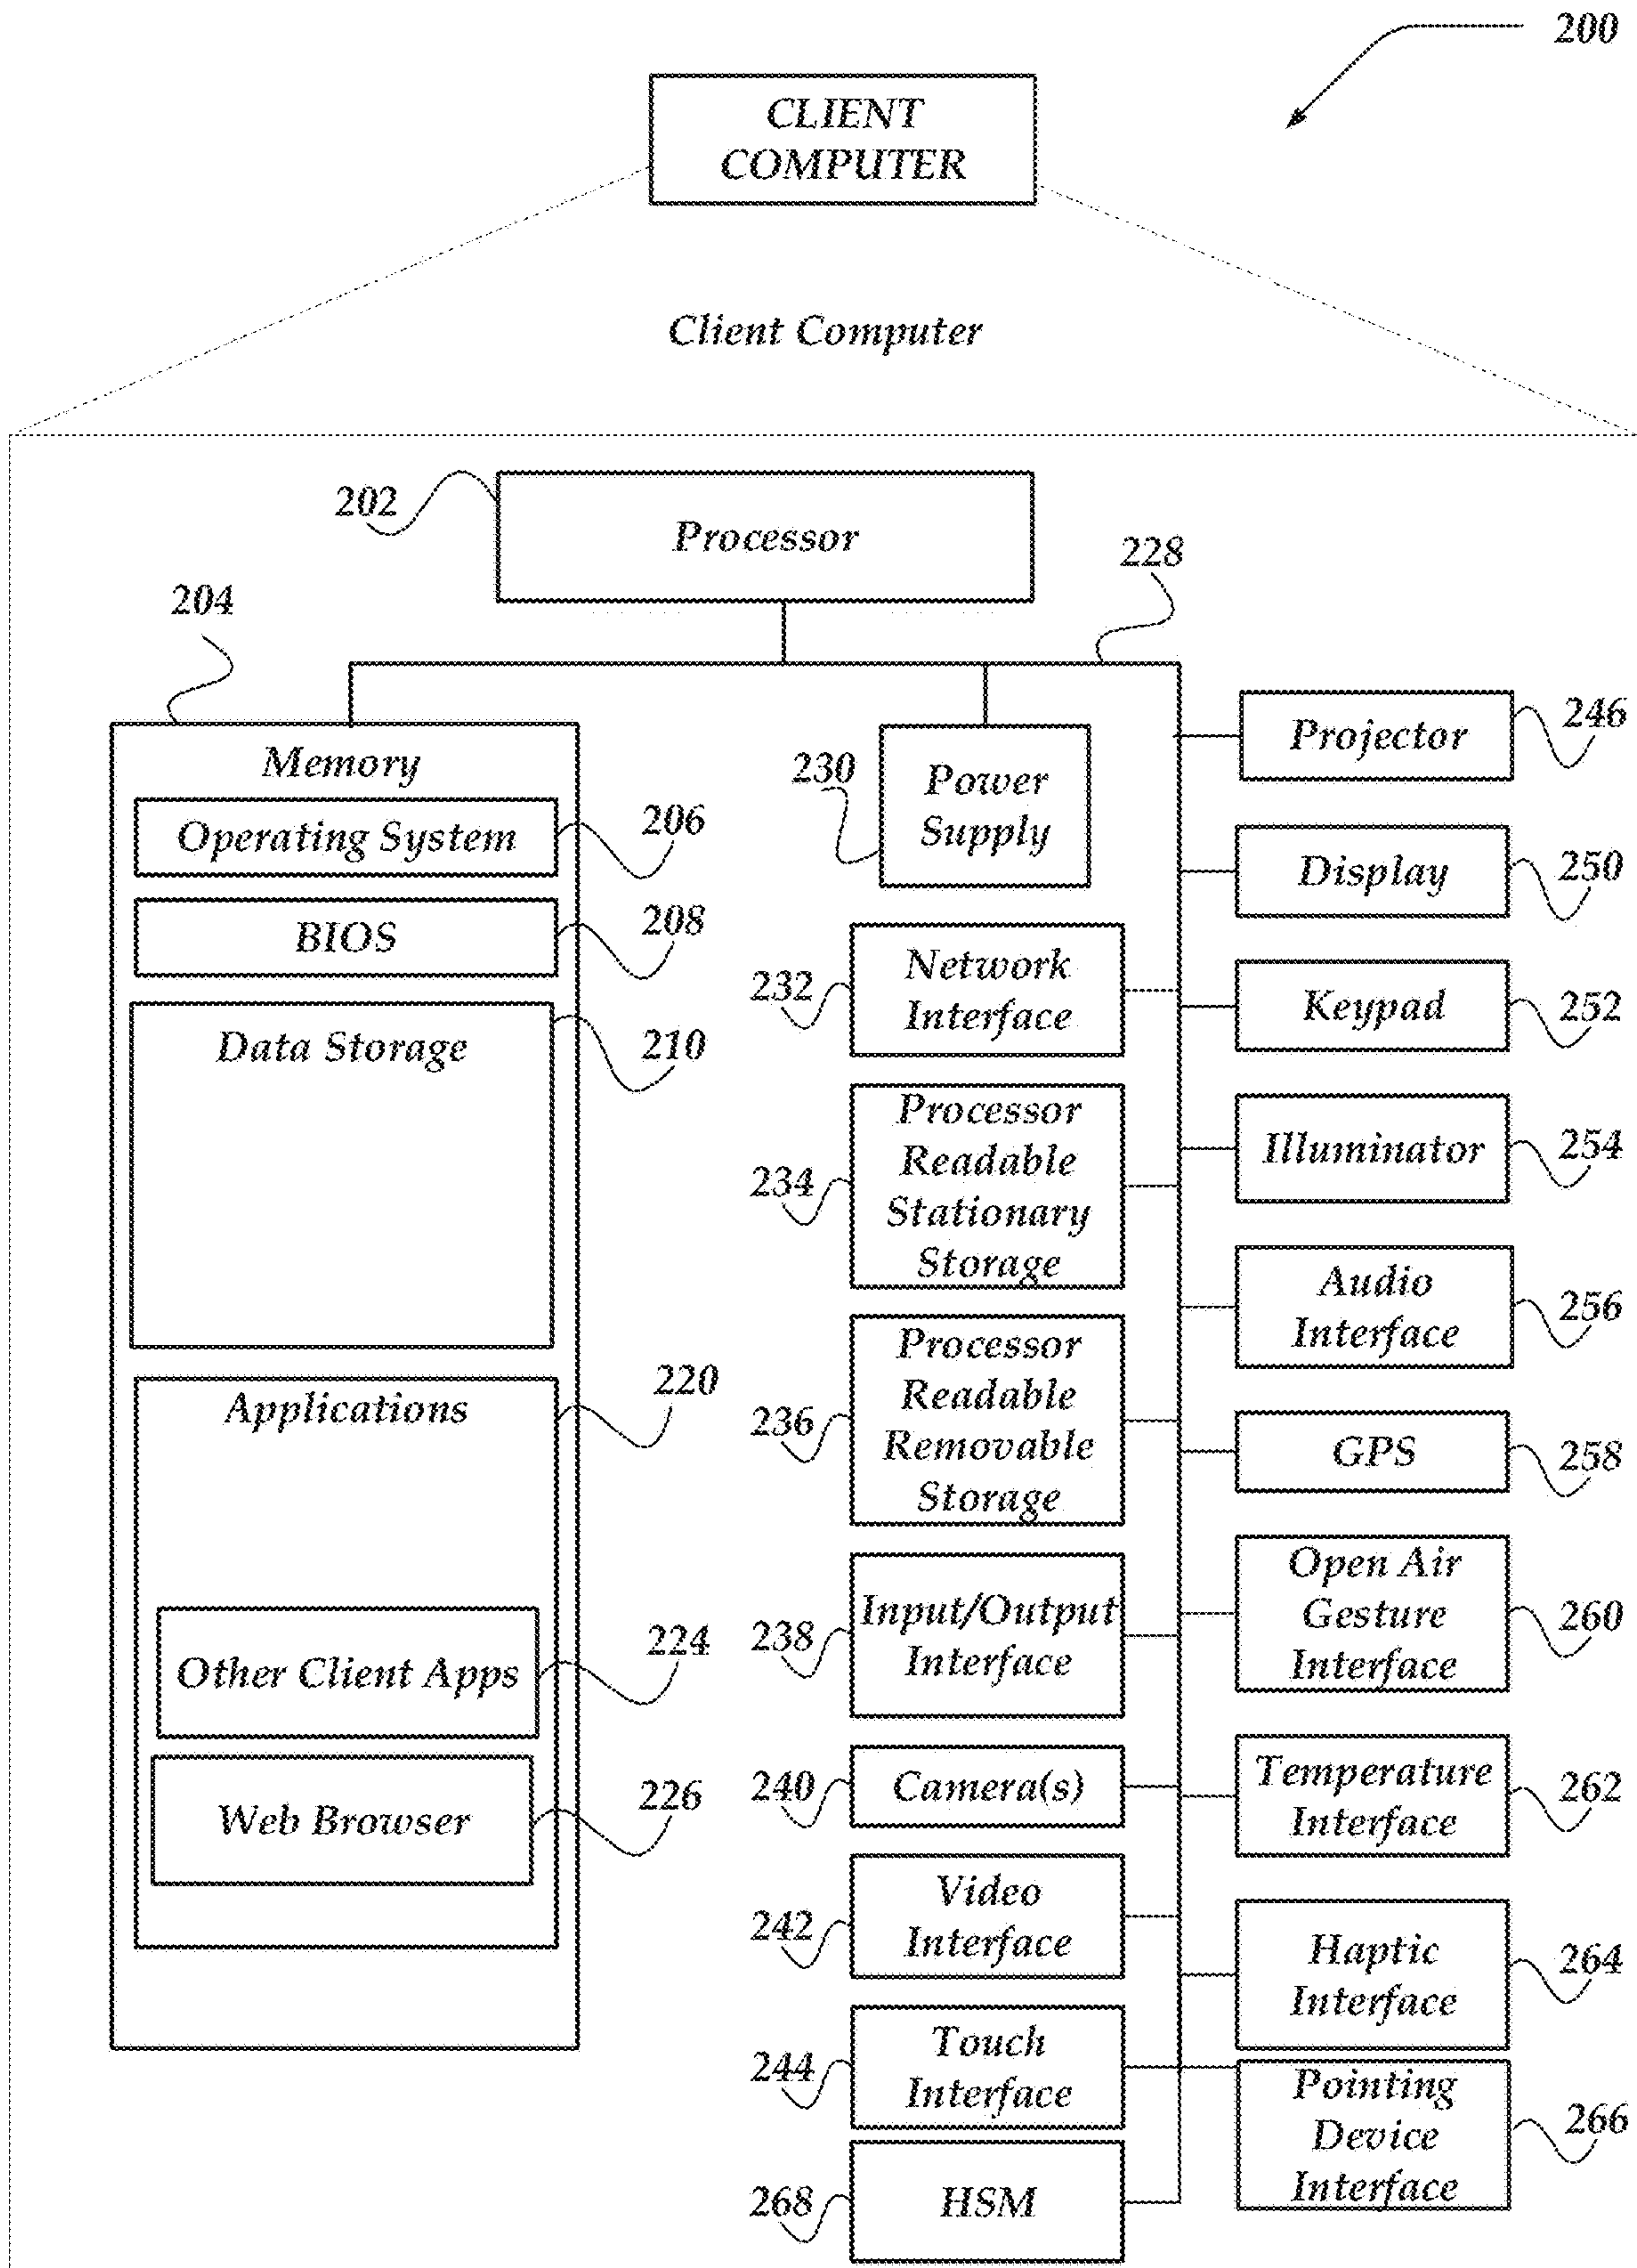 200
CLIENT
COMPUTER
Client Computer
202
Processor
228
204
Memory
Operating System
206
BIOS
208
Data Storage
210
Applications
220
Other Client Apps
224
Web Browser
226
230
Power
Supply
232
Network
Interface
234
Processor
Readable
Stationary
Storage
236
Processor
Readable
Removable
Storage
238
Input/Output
Interface
240
Camera(s)
242
Video
Interface
244
Touch
Interface
268
HSM
Projector
246
Display
250
Keypad
252
Illuminator
254
Audio
Interface
256
GPS
258
Open Air
Gesture
Interface
260
Temperature
Interface
262
Haptic
Interface
264
Pointing
Device
Interface
266